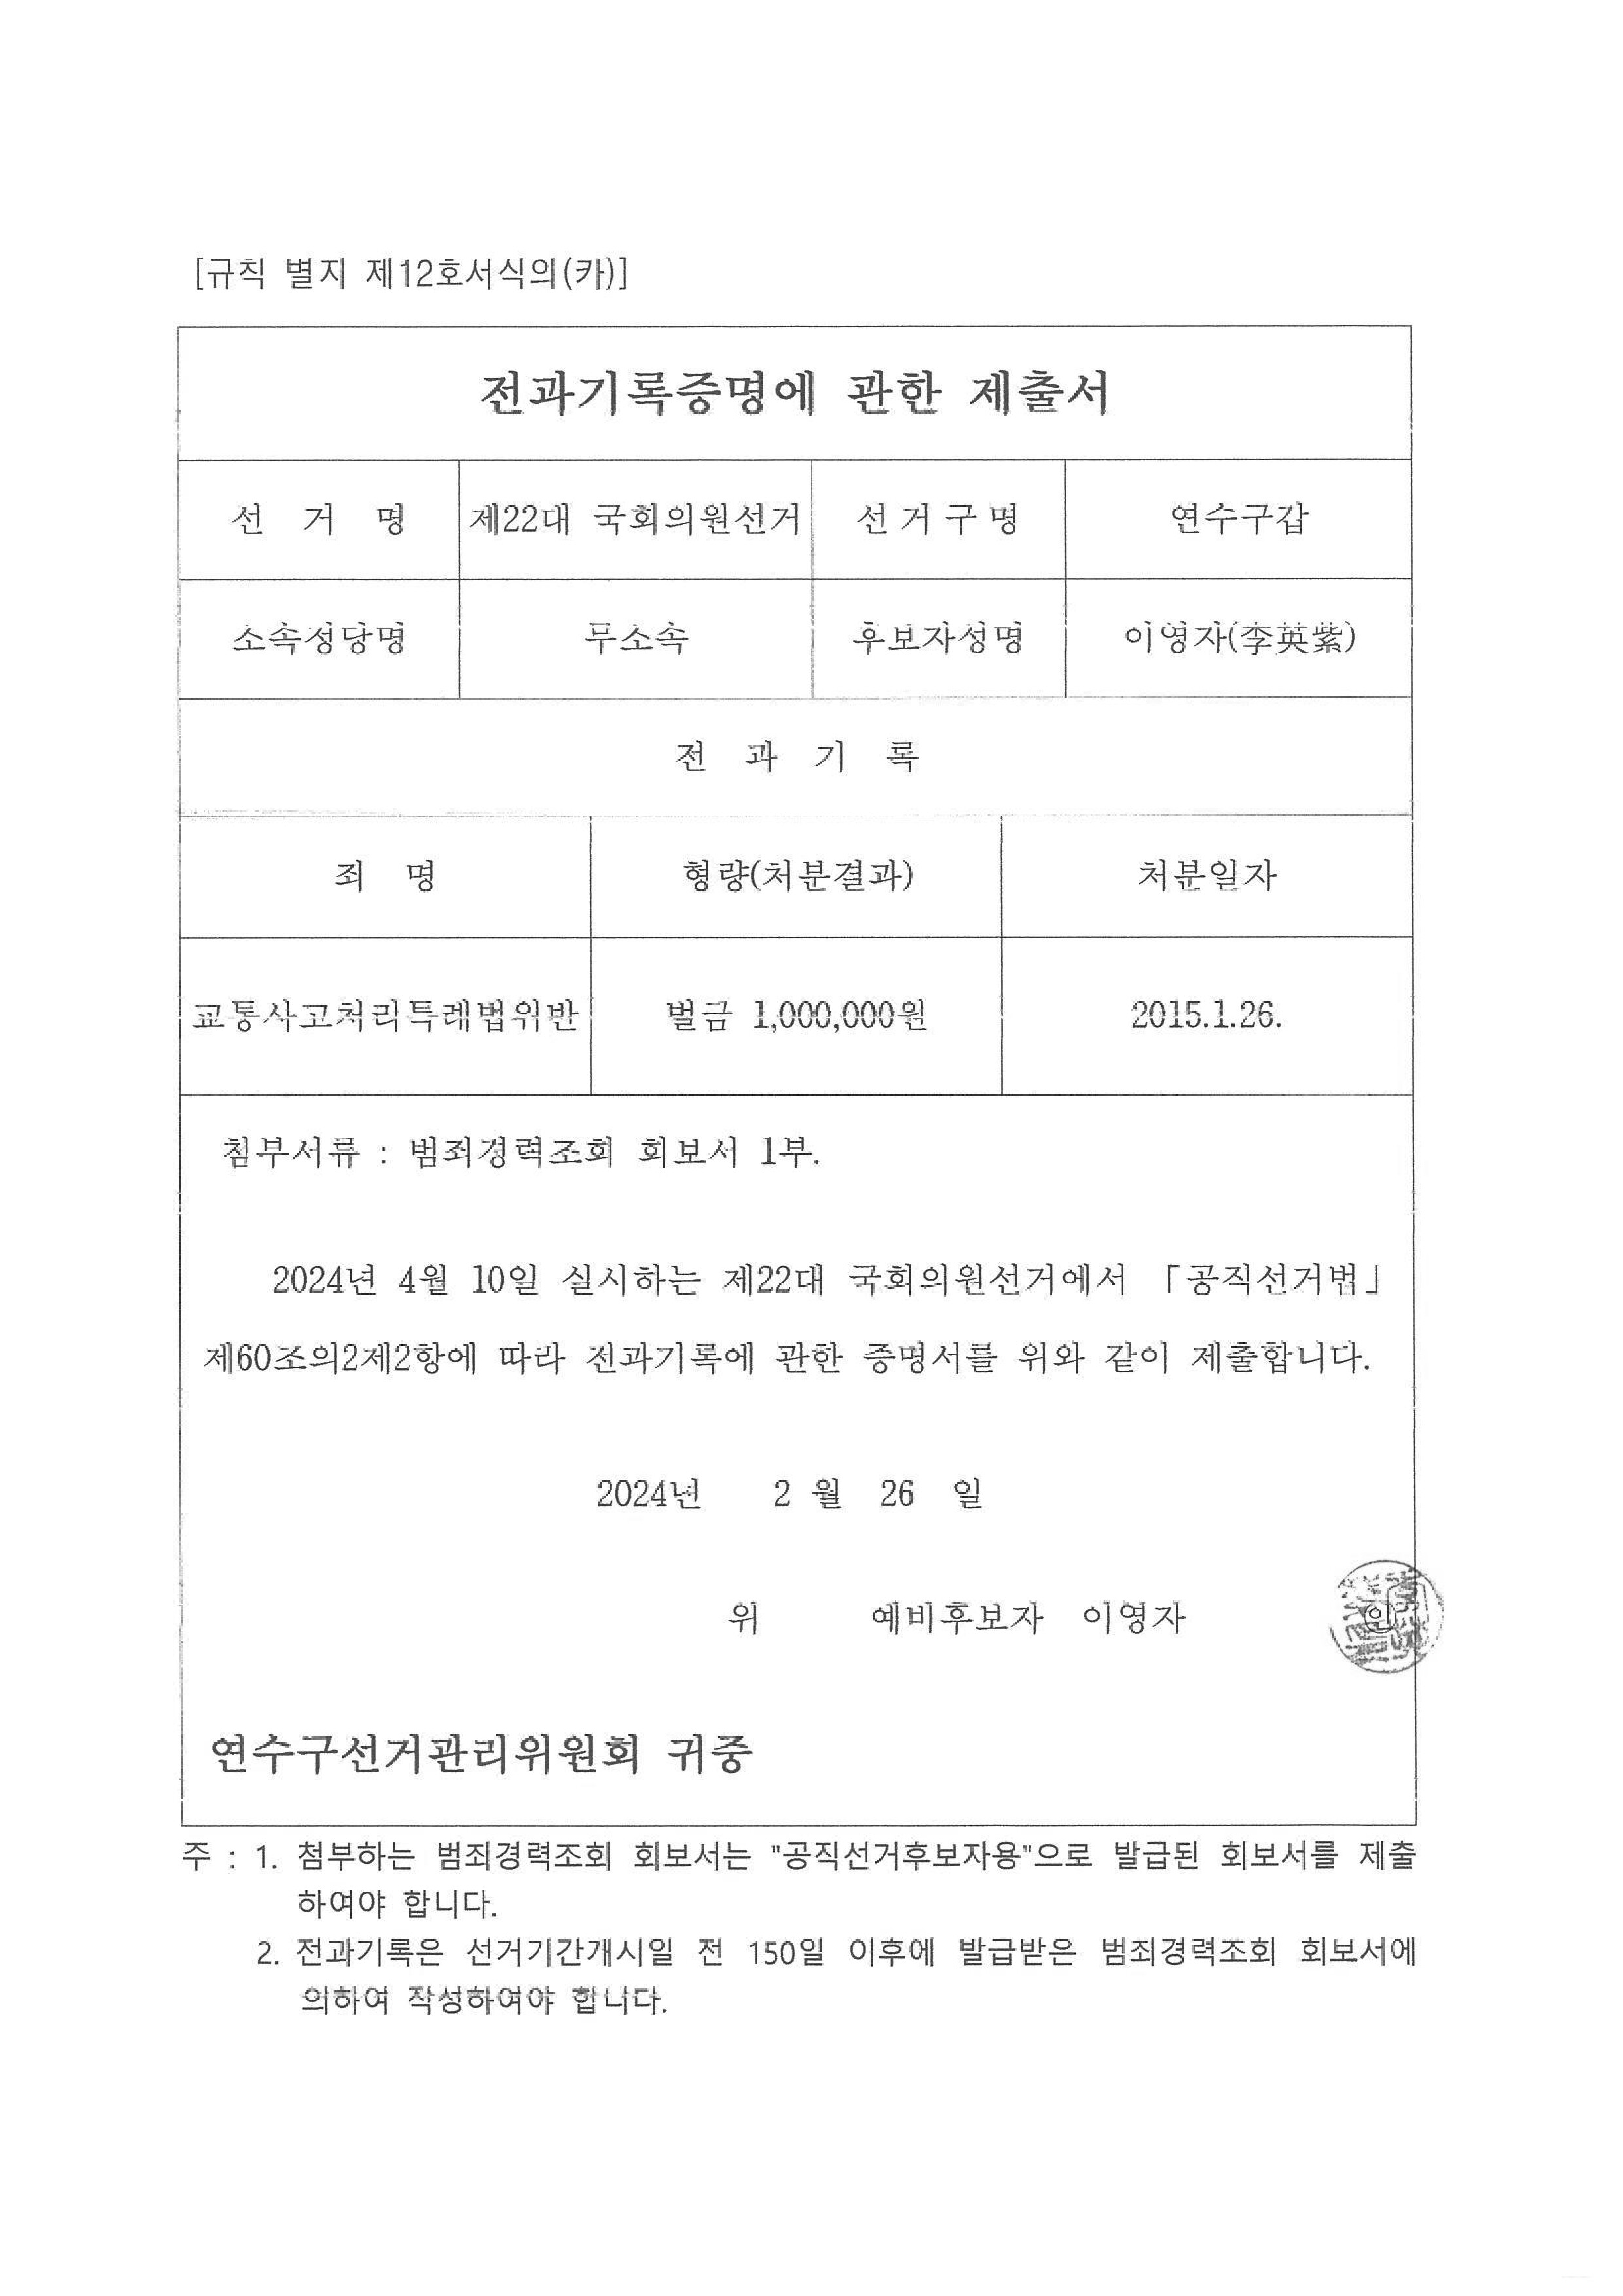 [규칙 별지 제12호서식의(카)]
전과기록증명에 관한 제출서
선 거 명 제22대 국회의원선거 선거구명 연수구갑
소속정당명 무소속 후보자성명 이영자(李英紫)
전 과 기 록
죄 명 형량(처분결과) 처분일자
교통사고처리특례법위반 벌금 1,000,000원 2015.1.26.
첨부서류 : 범죄경력조회 회보서 1부.
2024년 4월 10일 실시하는 제22대 국회의원선거에서 「공직선거법」
제60조의2제2항에 따라 전과기록에 관한 증명서를 위와 같이 제출합니다.
2024년 2 월 26 일
위 예비후보자 이영자 ㊞
연수구선거관리위원회 귀중
주 : 1. 첨부하는 범죄경력조회 회보서는 "공직선거후보자용"으로 발급된 회보서를 제출
하여야 합니다.
2. 전과기록은 선거기간개시일 전 150일 이후에 발급받은 범죄경력조회 회보서에
의하여 작성하여야 합니다.